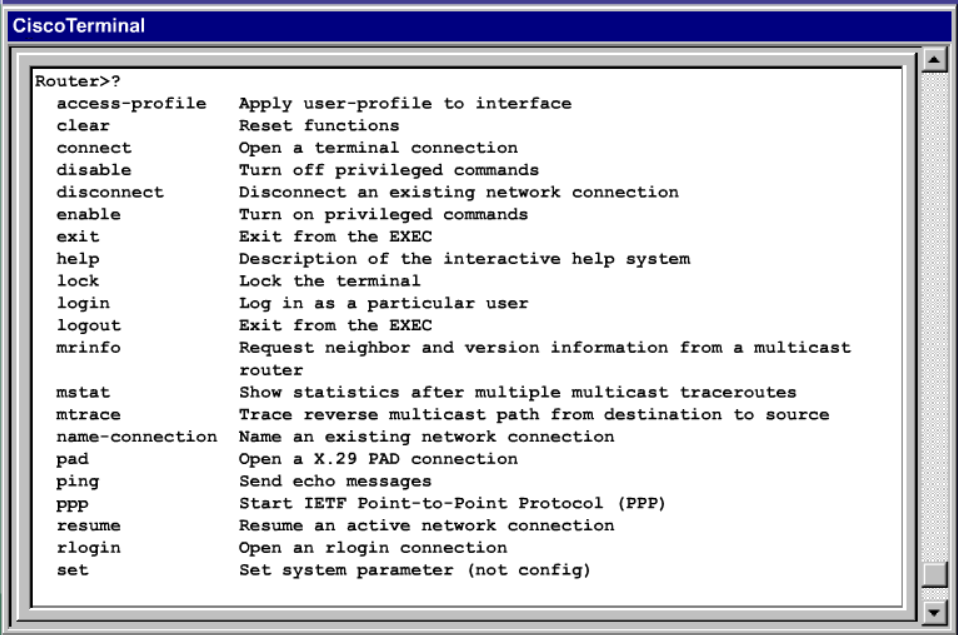 CiscoTerminal
Router>?
access-profile Apply user-profile to interface
clear Reset functions
connect Open a terminal connection
disable Turn off privileged commands
disconnect Disconnect an existing network connection
enable Turn on privileged commands
exit Exit from the EXEC
help Description of the interactive help system
lock Lock the terminal
login Log in as a particular user
logout Exit from the EXEC
mrinfo Request neighbor and version information from a multicast
router
mstat Show statistics after multiple multicast traceroutes
mtrace Trace reverse multicast path from destination to source
name-connection Name an existing network connection
pad Open a X.29 PAD connection
ping Send echo messages
ppp Start IETF Point-to-Point Protocol (PPP)
resume Resume an active network connection
rlogin Open an rlogin connection
set Set system parameter (not config)